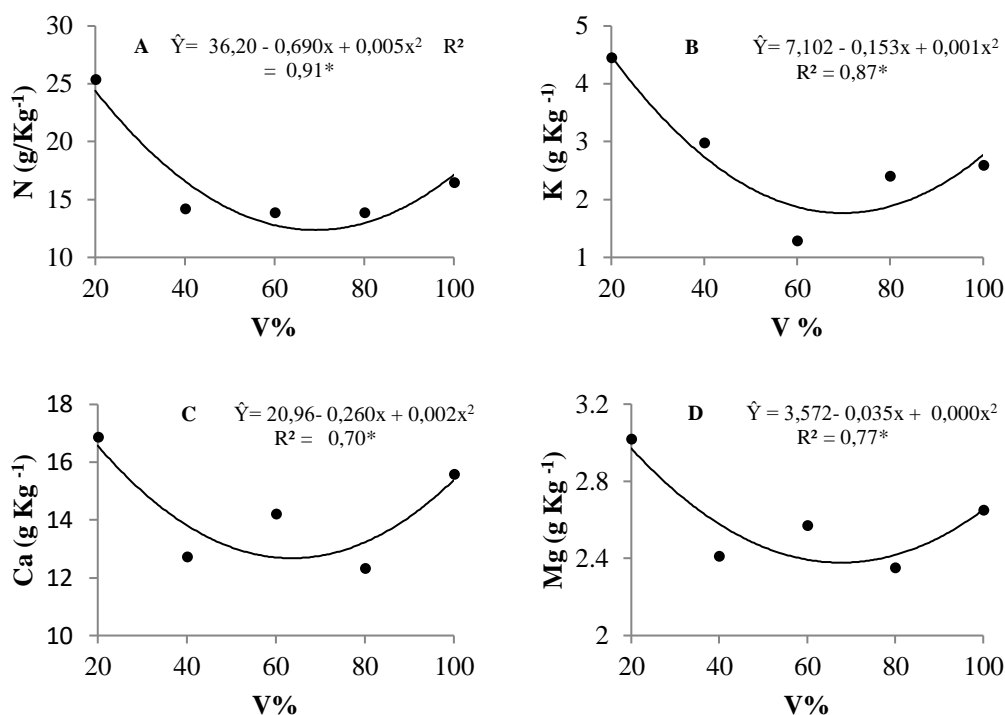 A Ŷ= 36,20 - 0,690x + 0,005x² R²
= 0,91*
N (g/Kg⁻¹)
30
25
20
15
10
20 40 60 80 100
V%
B Ŷ= 7,102 - 0,153x + 0,001x²
R² = 0,87*
K (g Kg⁻¹)
5
4
3
2
1
20 40 60 80 100
V %
C Ŷ= 20,96- 0,260x + 0,002x²
R² = 0,70*
Ca (g Kg⁻¹)
18
16
14
12
10
20 40 60 80 100
V%
D Ŷ = 3,572- 0,035x + 0,000x²
R² = 0,77*
Mg (g Kg⁻¹)
3.2
2.8
2.4
2
20 40 60 80 100
V%